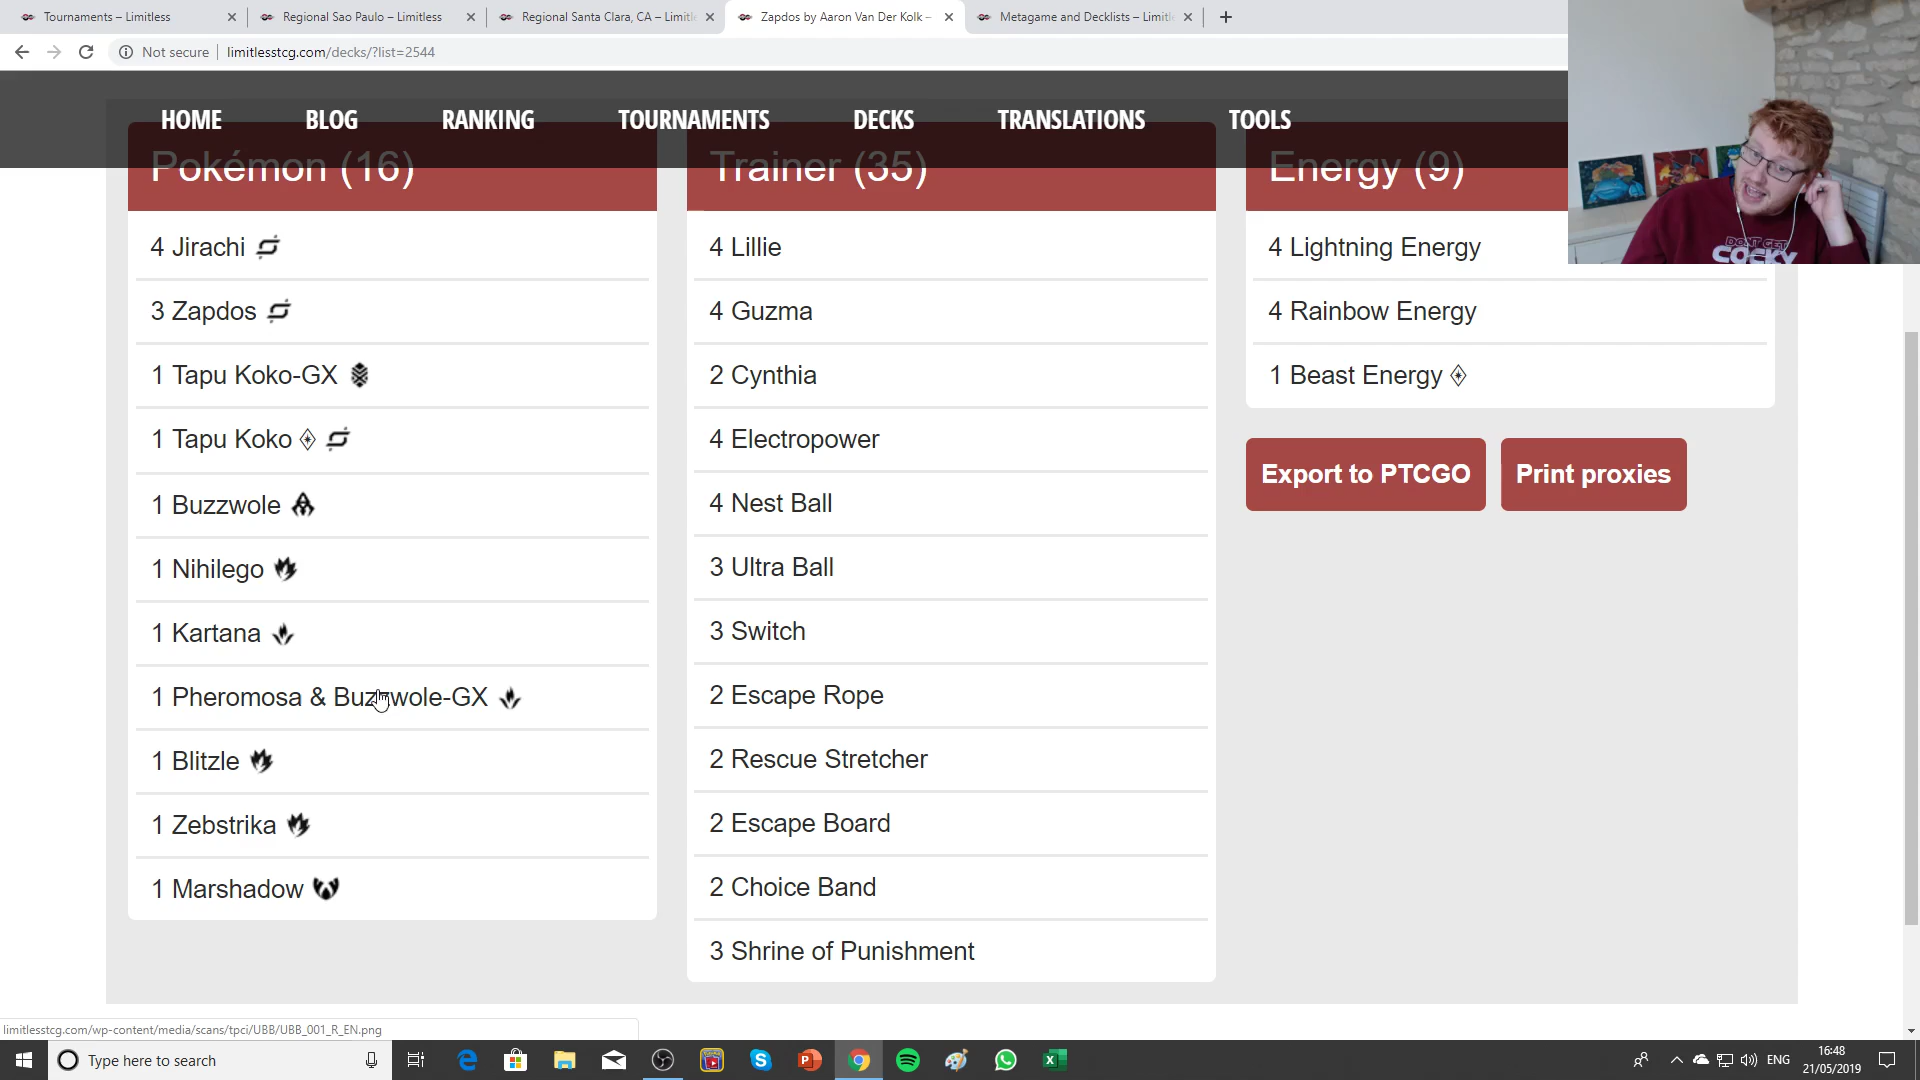 Tournaments – Limitless
Regional Sao Paulo – Limitless
Regional Santa Clara, CA – Limitl
Zapdos by Aaron Van Der Kolk –
Metagame and Decklists – Limitl
Not secure
limitlesstcg.com/decks/?list=2544
HOME
BLOG
RANKING
TOURNAMENTS
DECKS
TRANSLATIONS
TOOLS
Pokémon (16)
4 Jirachi
3 Zapdos
1 Tapu Koko-GX
1 Tapu Koko
1 Buzzwole
1 Nihilego
1 Kartana
1 Pheromosa & Buzzwole-GX
1 Blitzle
1 Zebstrika
1 Marshadow
Trainer (35)
4 Lillie
4 Guzma
2 Cynthia
4 Electropower
4 Nest Ball
3 Ultra Ball
3 Switch
2 Escape Rope
2 Rescue Stretcher
2 Escape Board
2 Choice Band
3 Shrine of Punishment
Energy (9)
4 Lightning Energy
4 Rainbow Energy
1 Beast Energy
Export to PTCGO
Print proxies
DON'T GET
COCKY
limitlesstcg.com/wp-content/media/scans/tpci/UBB/UBB_001_R_EN.png
Type here to search
ENG
16:48
21/05/2019